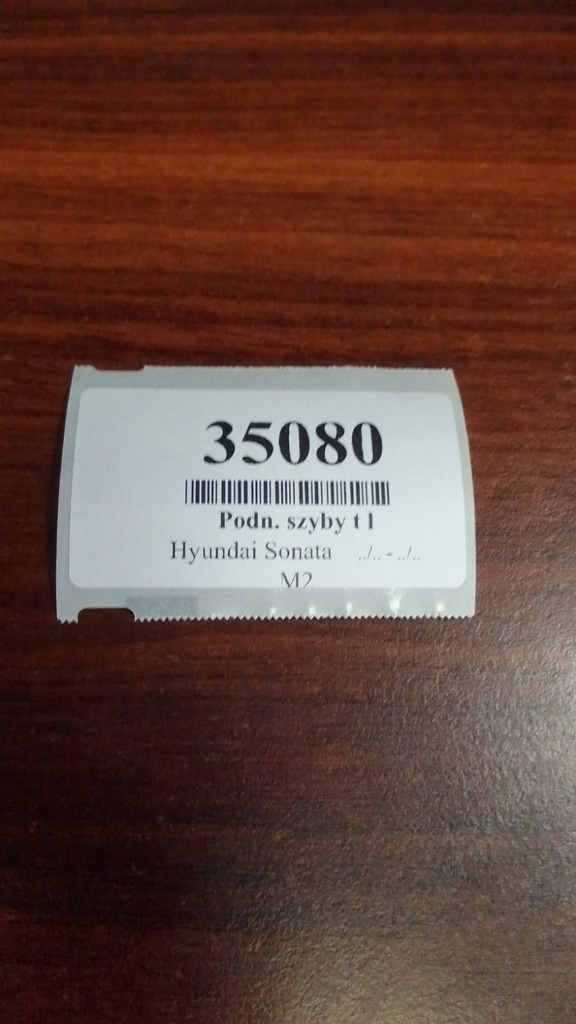 35080
Podn. szyby t l
Hyundai Sonata ../.. - ../..
M2